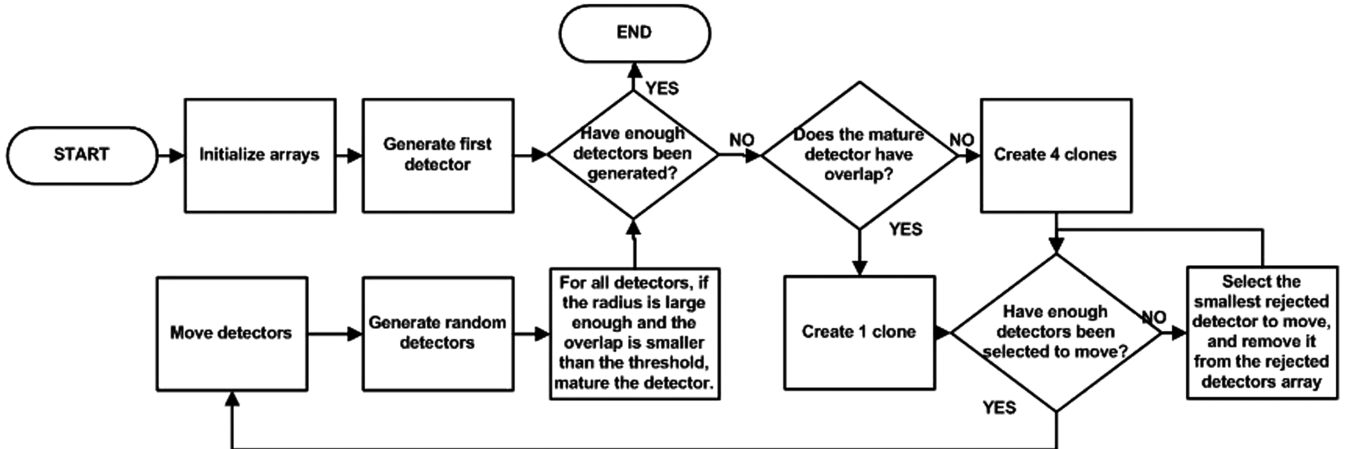 END
YES
START
Initialize arrays
Generate first
detector
Have enough
detectors been
generated?
NO
Does the mature
detector have
overlap?
NO
Create 4 clones
YES
Move detectors
Generate random
detectors
For all detectors, if
the radius is large
enough and the
overlap is smaller
than the threshold,
mature the detector.
Create 1 clone
Have enough
detectors been
selected to move?
NO
Select the
smallest rejected
detector to move,
and remove it
from the rejected
detectors array
YES